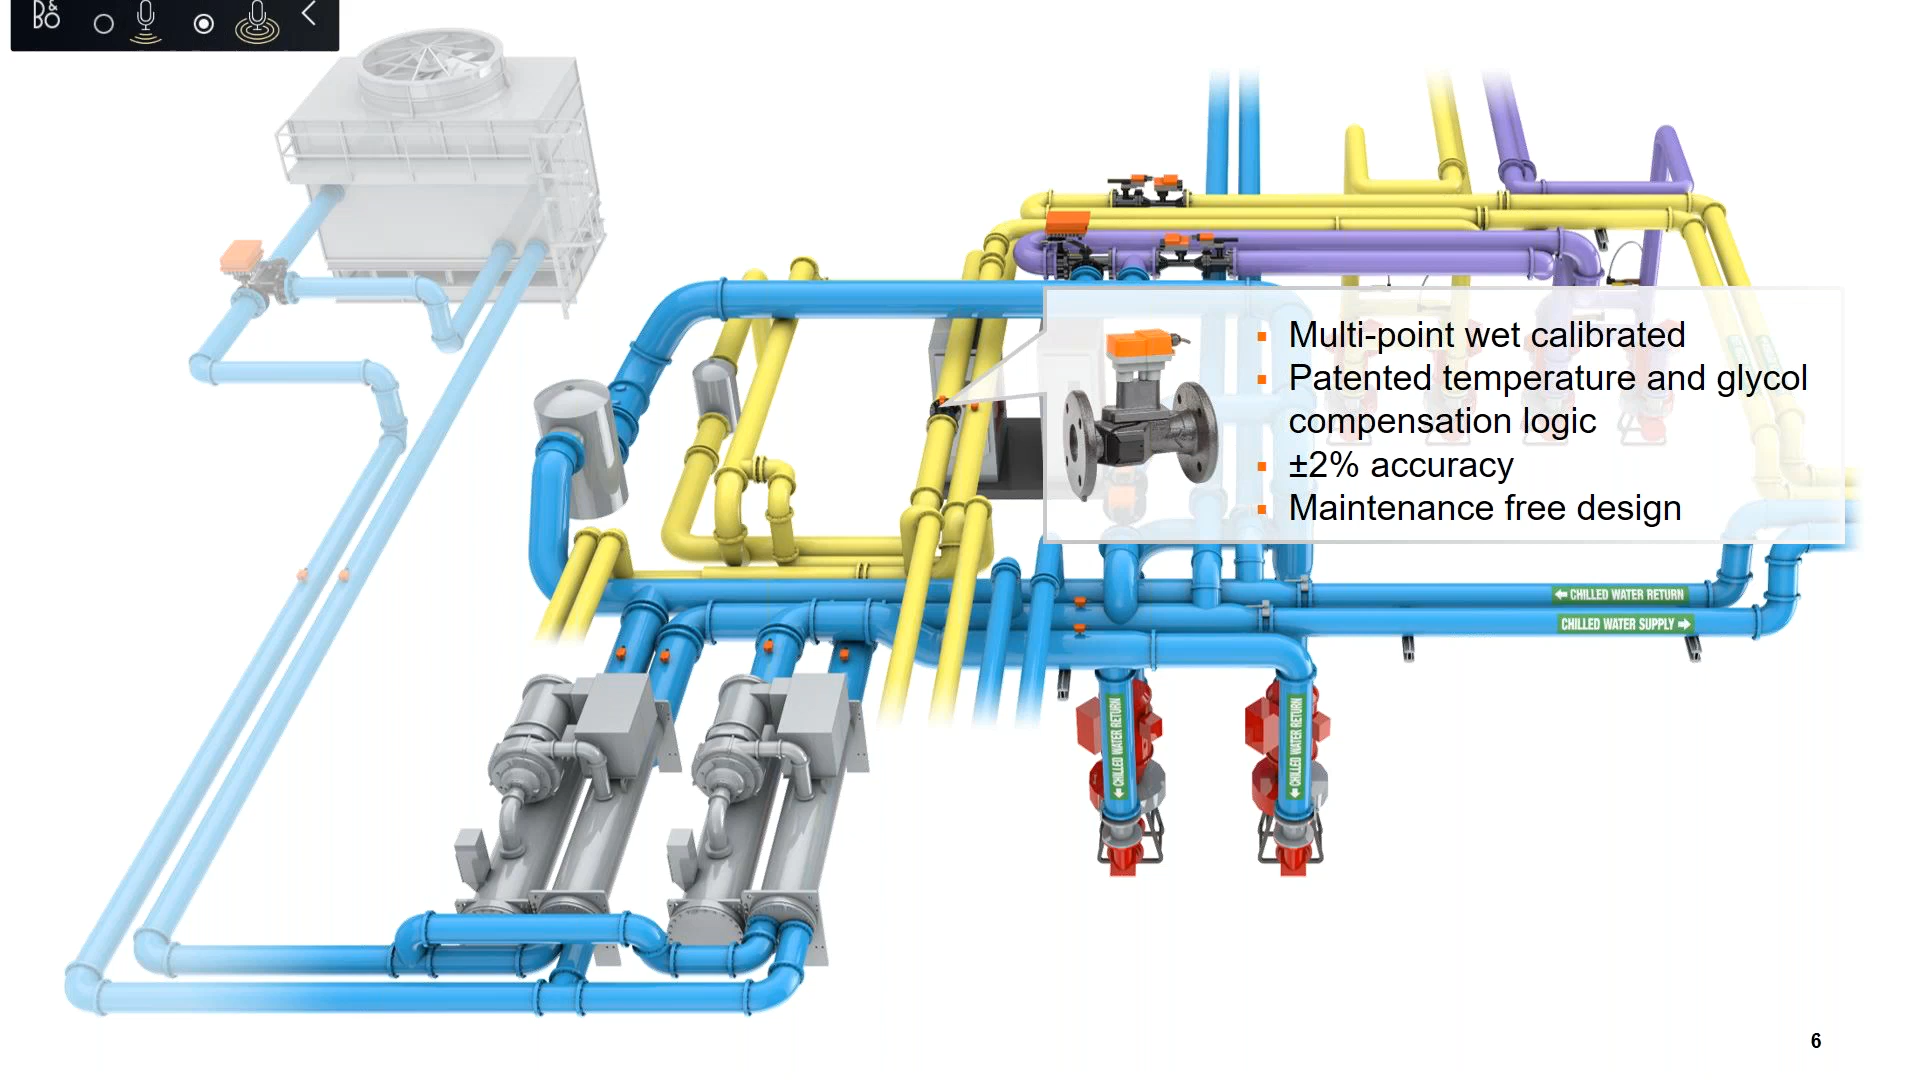 B&O
Multi-point wet calibrated
Patented temperature and glycol
compensation logic
±2% accuracy
Maintenance free design
CHILLED WATER RETURN
CHILLED WATER SUPPLY
CHILLED WATER RETURN
CHILLED WATER RETURN
6